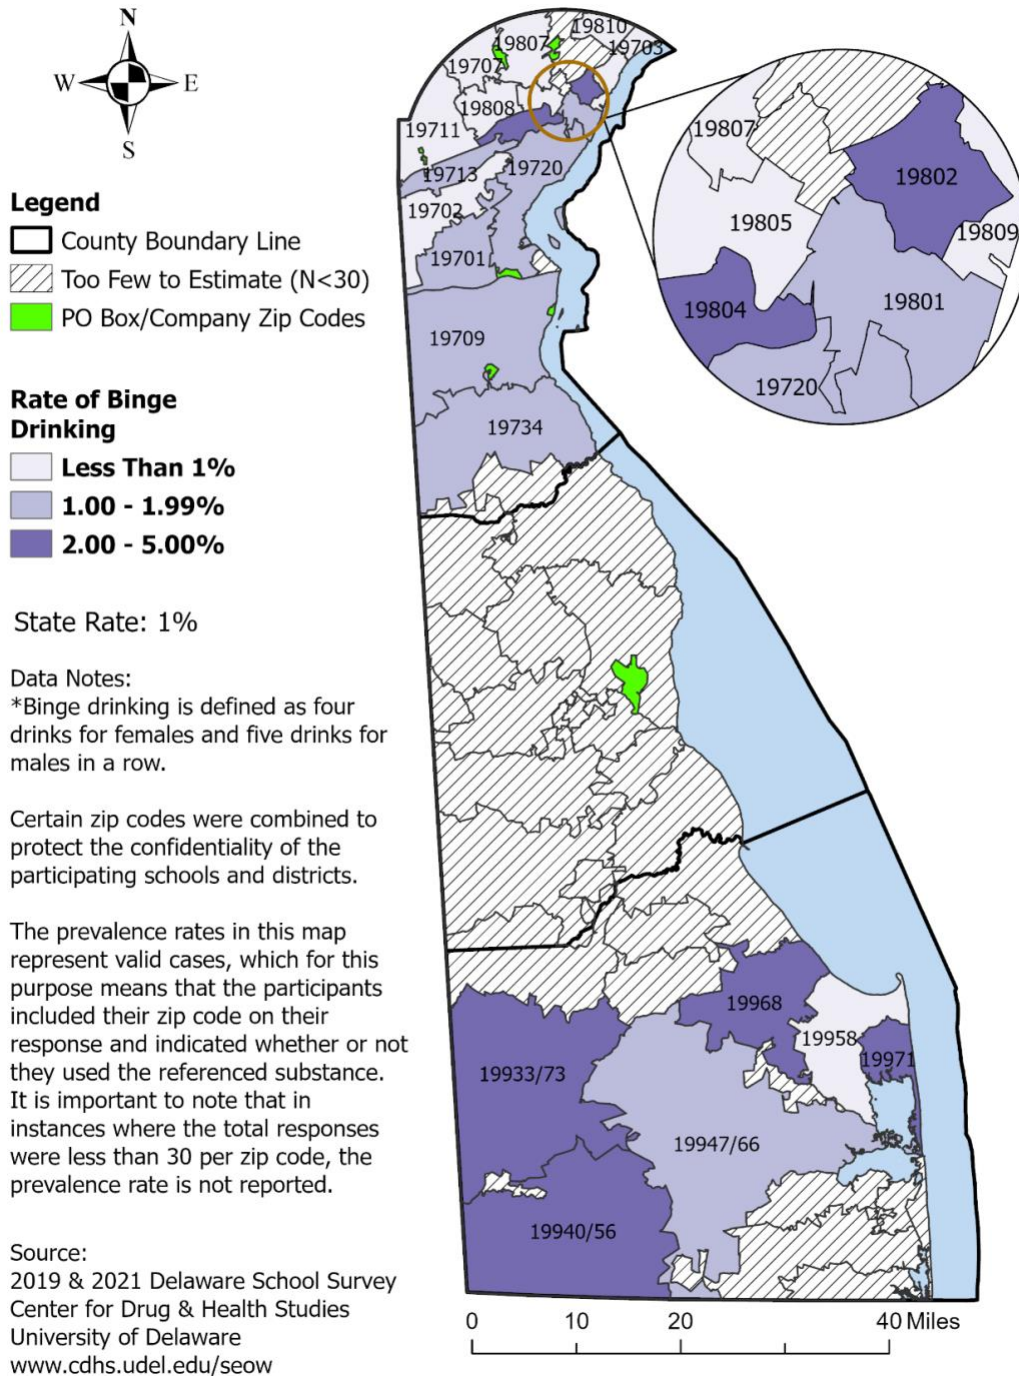 N
W E
S
Legend
County Boundary Line
Too Few to Estimate (N<30)
PO Box/Company Zip Codes
Rate of Binge
Drinking
Less Than 1%
1.00 - 1.99%
2.00 - 5.00%
State Rate: 1%
Data Notes:
*Binge drinking is defined as four
drinks for females and five drinks for
males in a row.
Certain zip codes were combined to
protect the confidentiality of the
participating schools and districts.
The prevalence rates in this map
represent valid cases, which for this
purpose means that the participants
included their zip code on their
response and indicated whether or not
they used the referenced substance.
It is important to note that in
instances where the total responses
were less than 30 per zip code, the
prevalence rate is not reported.
Source:
2019 & 2021 Delaware School Survey
Center for Drug & Health Studies
University of Delaware
www.cdhs.udel.edu/seow
19810
19807
19703
19707
19808
19711
19720
19713
19702
19701
19709
19734
19807
19802
19805
19809
19804
19801
19720
19968
19958
19971
19933/73
19947/66
19940/56
0 10 20 40 Miles